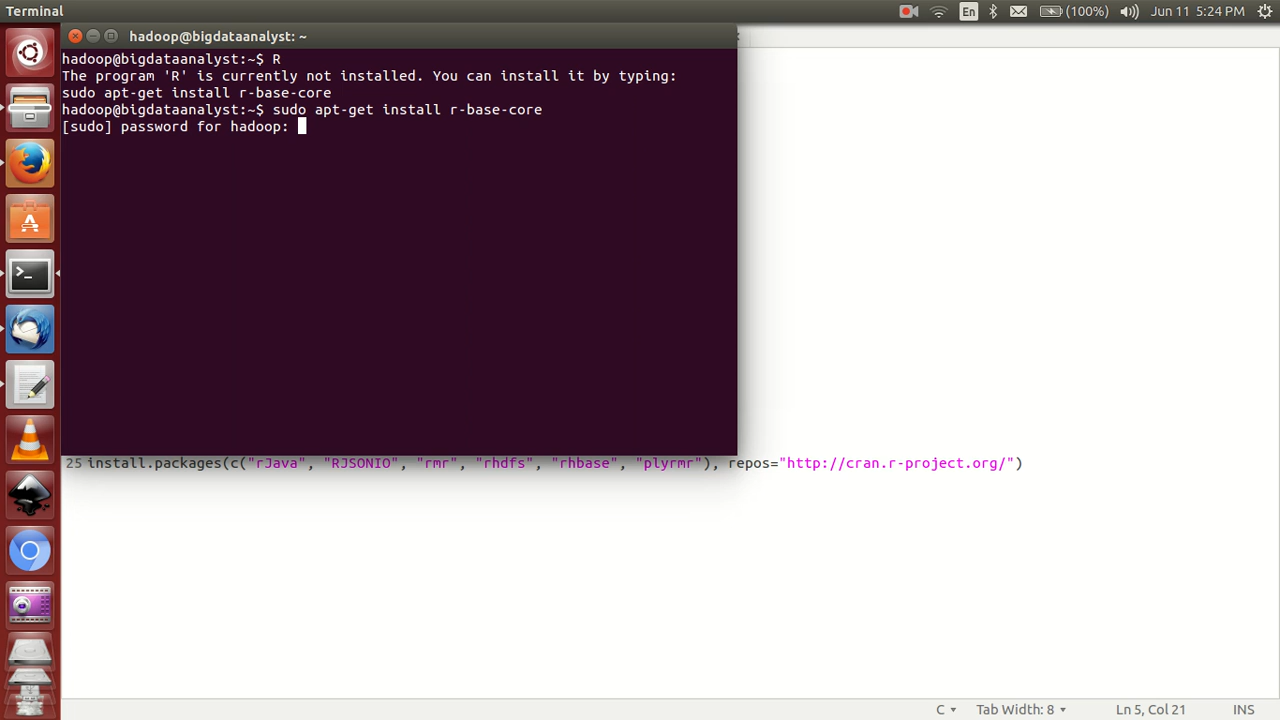 Terminal
En
(100%)
Jun 11 5:24 PM
hadoop@bigdataanalyst: ~
hadoop@bigdataanalyst:~$ R
The program 'R' is currently not installed. You can install it by typing:
sudo apt-get install r-base-core
hadoop@bigdataanalyst:~$ sudo apt-get install r-base-core
[sudo] password for hadoop:
25 install.packages(c("rJava", "RJSONIO", "rmr", "rhdfs", "rhbase", "plyrmr"), repos="http://cran.r-project.org/")
C
Tab Width: 8
Ln 5, Col 21
INS